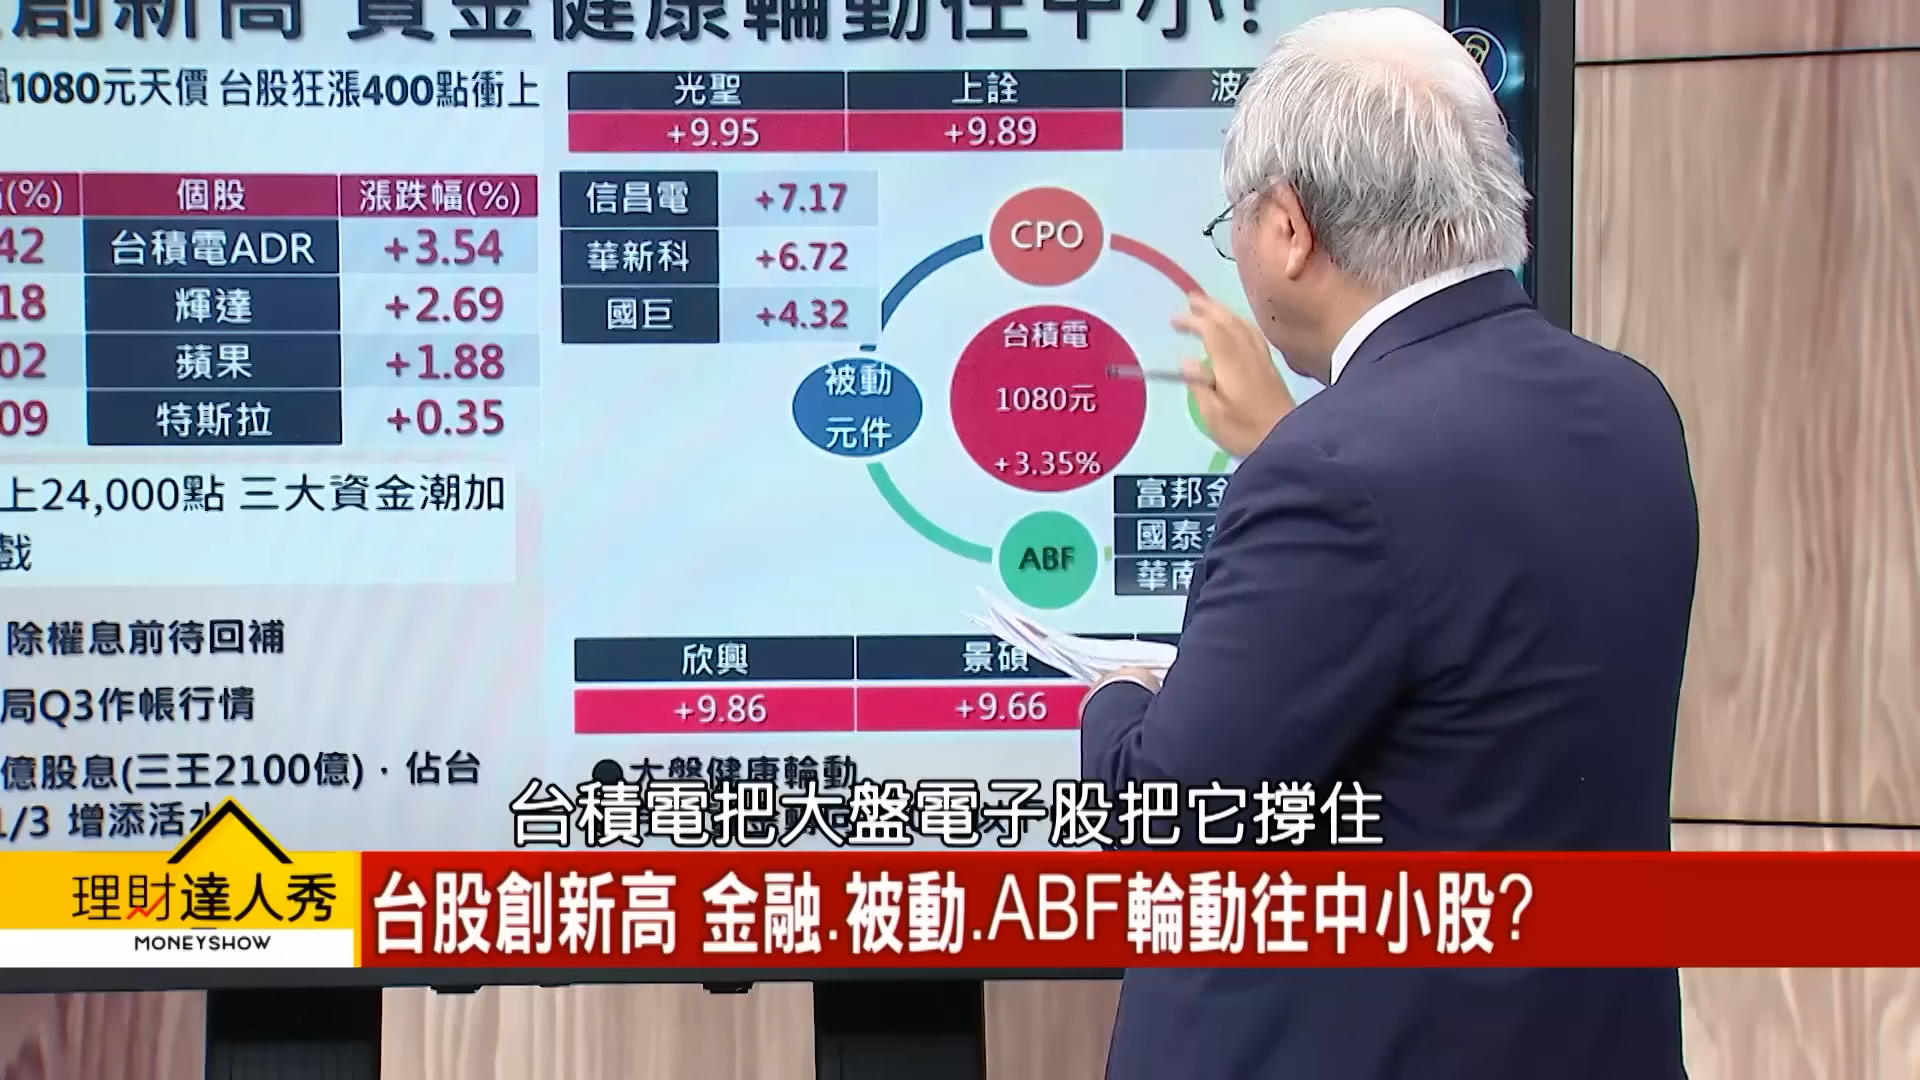 創新高 資金健康輪動往中小?
飆1080元天價 台股狂漲400點衝上
光聖 上詮 波
+9.95 +9.89
(%) 個股 漲跌幅(%)
42 台積電ADR +3.54
18 輝達 +2.69
02 蘋果 +1.88
09 特斯拉 +0.35
信昌電 +7.17
華新科 +6.72
國巨 +4.32
CPO
台積電
1080元
+3.35%
被動
元件
ABF
富邦金
國泰
華南
上24,000點 三大資金潮加
戲
除權息前待回補
局Q3作帳行情
億股息(三王2100億)﹒佔台
1/3 增添活水
欣興 景碩
+9.86 +9.66
●大盤健康輪動
台積電把大盤電子股把它撐住
理財達人秀
MONEYSHOW
台股創新高 金融.被動.ABF輪動往中小股?